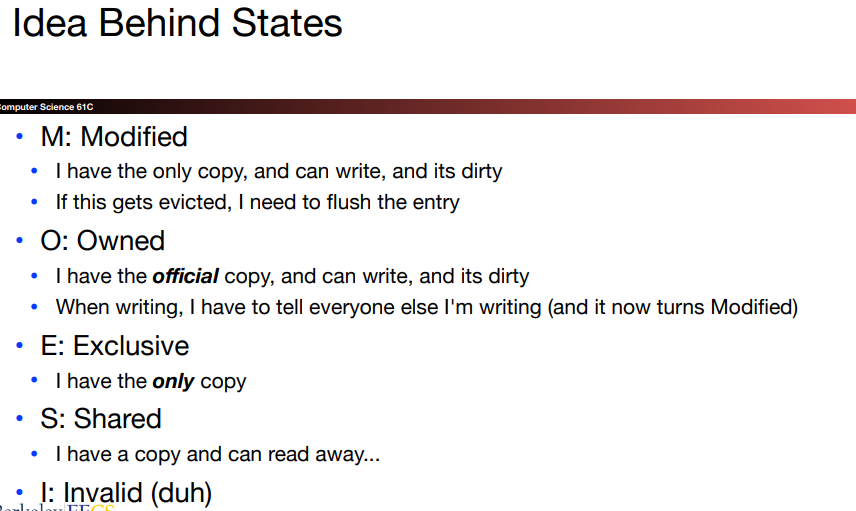 Idea Behind States
Computer Science 61C
• M: Modified
• I have the only copy, and can write, and its dirty
• If this gets evicted, I need to flush the entry
• O: Owned
• I have the official copy, and can write, and its dirty
• When writing, I have to tell everyone else I'm writing (and it now turns Modified)
• E: Exclusive
• I have the only copy
• S: Shared
• I have a copy and can read away...
• I: Invalid (duh)
Berkeley EECS